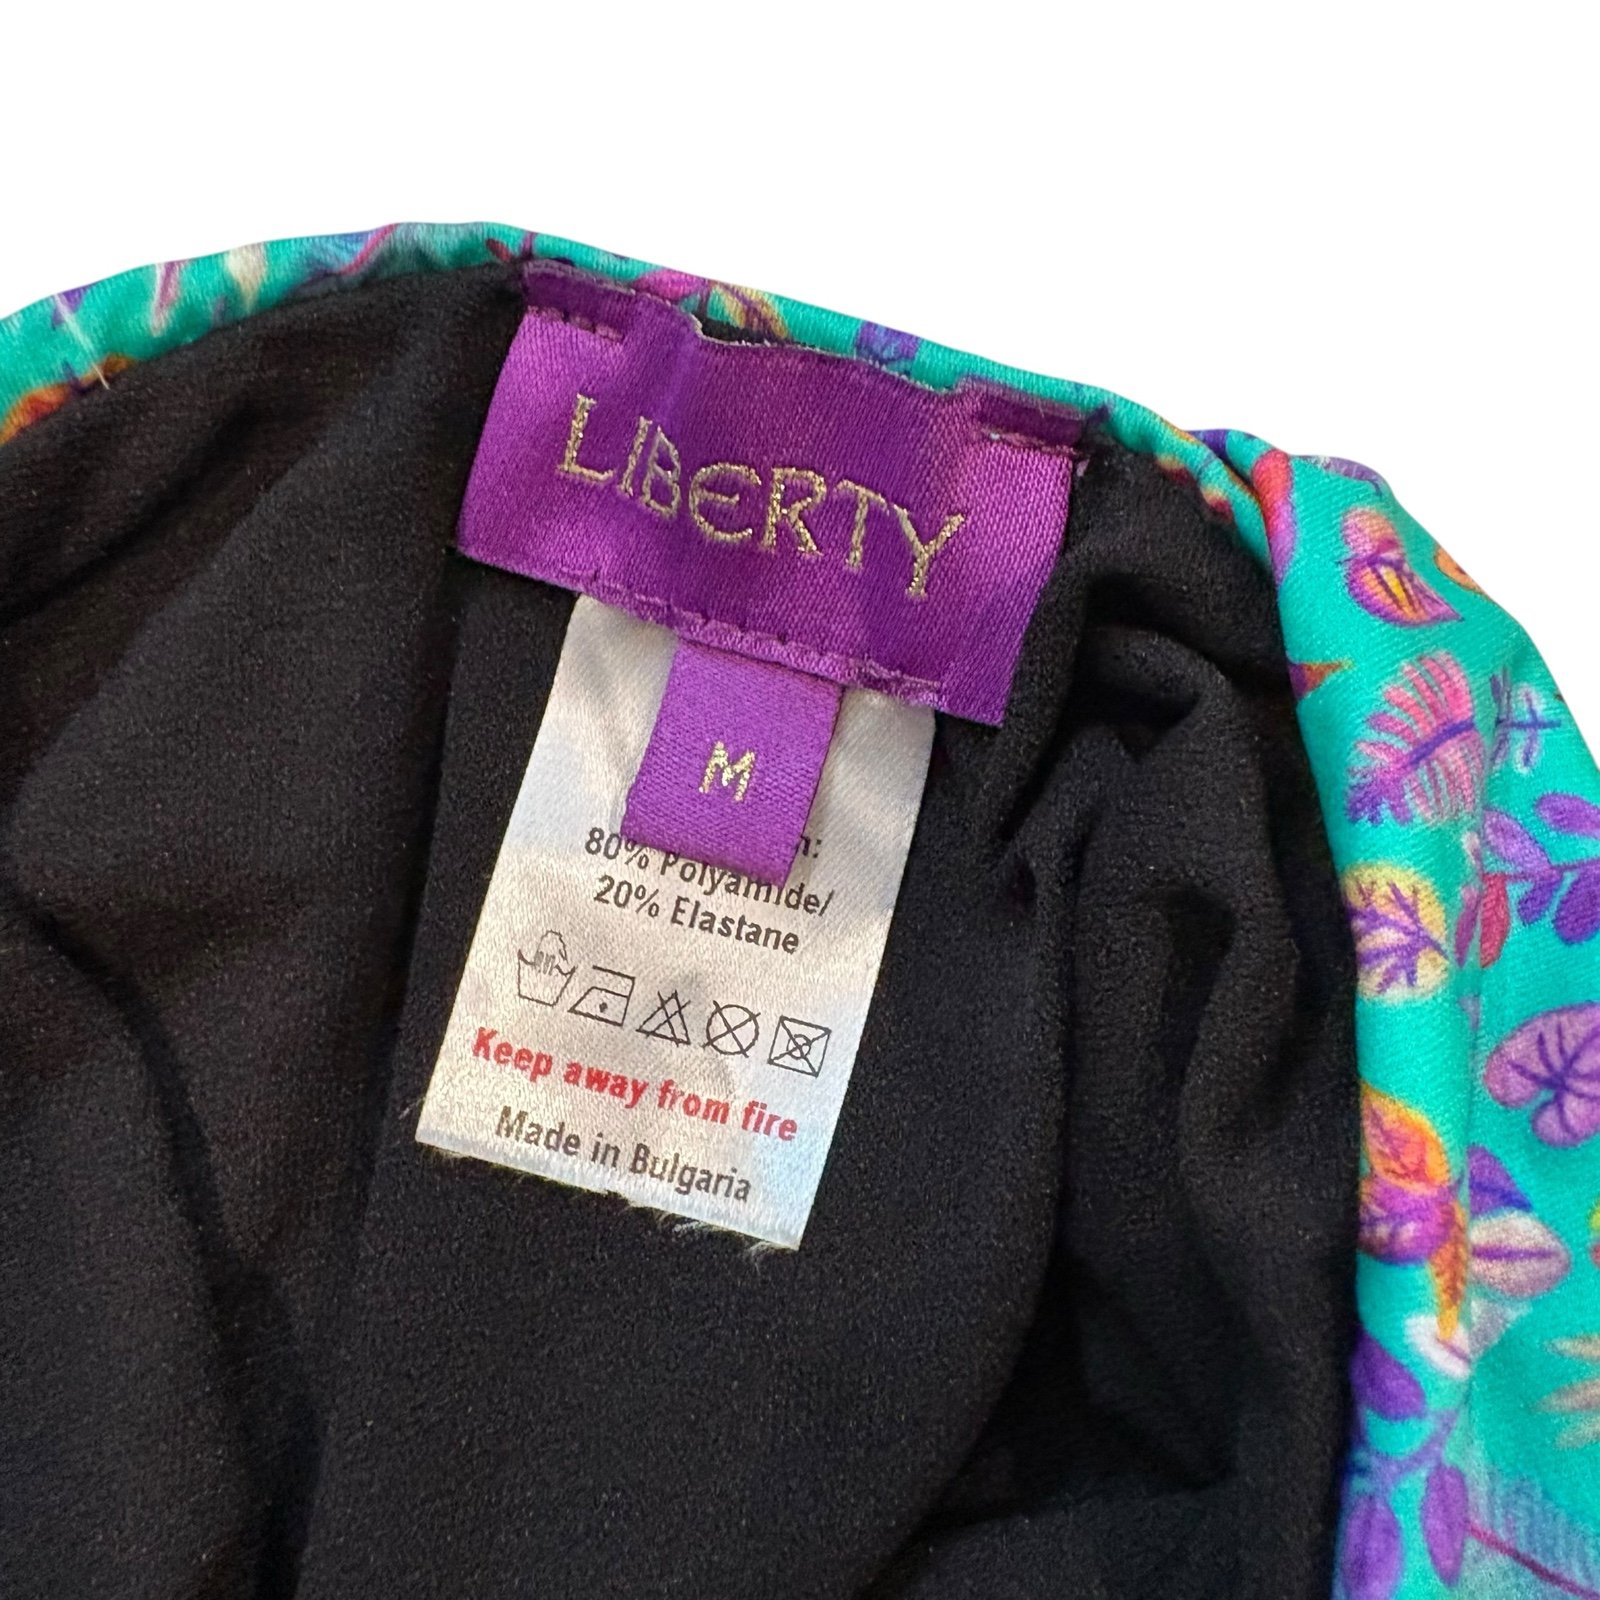 LIBERTY
M
80% Polyamide/
20% Elastane
Keep away from fire
Made in Bulgaria